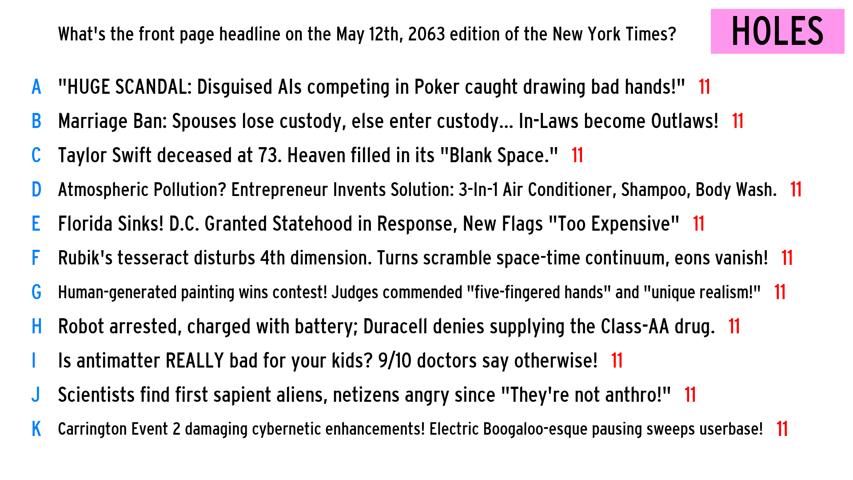 What's the front page headline on the May 12th, 2063 edition of the New York Times?
HOLES
A "HUGE SCANDAL: Disguised AIs competing in Poker caught drawing bad hands!" 11
B Marriage Ban: Spouses lose custody, else enter custody... In-Laws become Outlaws! 11
C Taylor Swift deceased at 73. Heaven filled in its "Blank Space." 11
D Atmospheric Pollution? Entrepreneur Invents Solution: 3-In-1 Air Conditioner, Shampoo, Body Wash. 11
E Florida Sinks! D.C. Granted Statehood in Response, New Flags "Too Expensive" 11
F Rubik's tesseract disturbs 4th dimension. Turns scramble space-time continuum, eons vanish! 11
G Human-generated painting wins contest! Judges commended "five-fingered hands" and "unique realism!" 11
H Robot arrested, charged with battery; Duracell denies supplying the Class-AA drug. 11
I Is antimatter REALLY bad for your kids? 9/10 doctors say otherwise! 11
J Scientists find first sapient aliens, netizens angry since "They're not anthro!" 11
K Carrington Event 2 damaging cybernetic enhancements! Electric Boogaloo-esque pausing sweeps userbase! 11